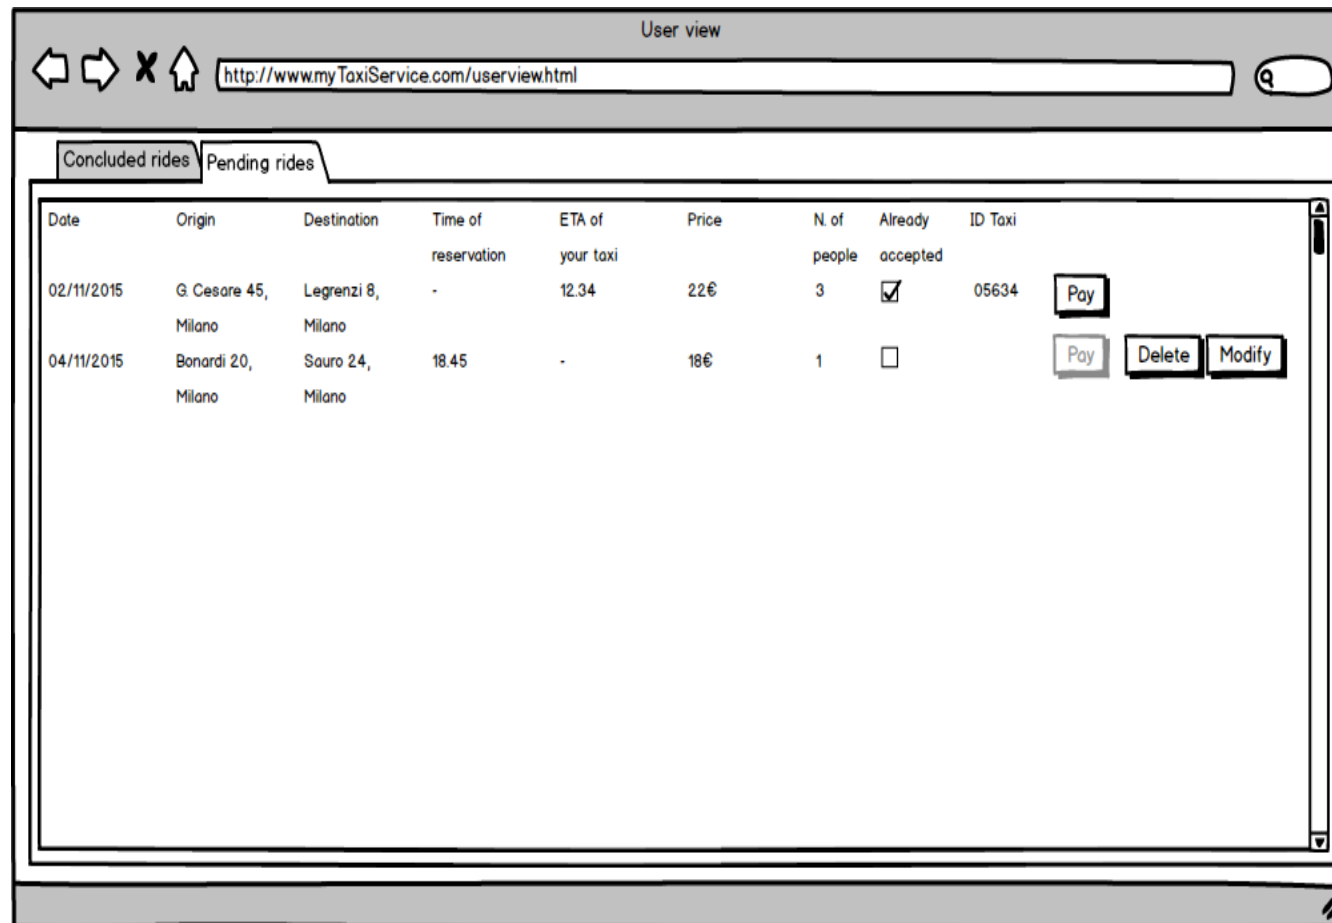 User view
http://www.myTaxiService.com/userview.html
Concluded rides Pending rides
Date Origin Destination Time of ETA of Price N. of Already ID Taxi
reservation your taxi people accepted
02/11/2015 G. Cesare 45, Legrenzi 8, - 12.34 22€ 3 05634 Pay
Milano Milano
04/11/2015 Bonardi 20, Sauro 24, 18.45 - 18€ 1 Pay Delete Modify
Milano Milano